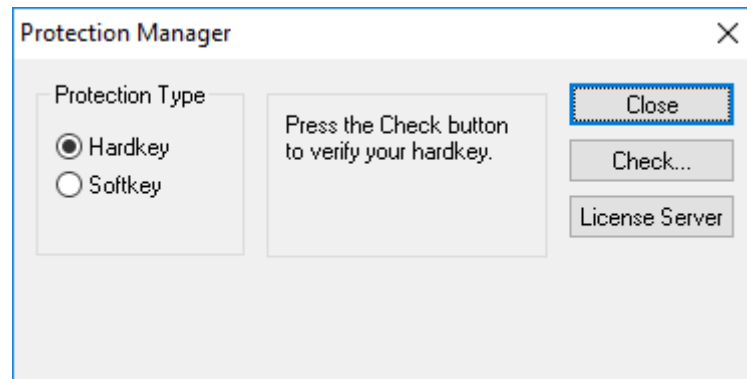 Protection Manager
Protection Type
Hardkey
Softkey
Press the Check button
to verify your hardkey.
Close
Check...
License Server